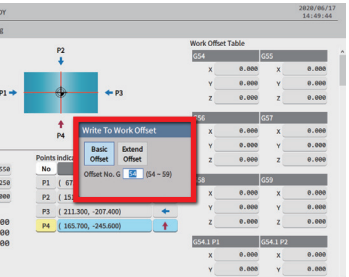 2020/06/17
14:49:44
Work Offset Table
P2
G54 G55
X 0.000 X 0.000
Y 0.000 Y 0.000
P1 P3
Z 0.000 Z 0.000
G56 G57
P4
X 0.000 X 0.000
Y 0.000 Y 0.000
Z 0.000 Z 0.000
Write To Work Offset
Basic Offset
Extend Offset
Offset No. G 54 (54 ~ 59)
Points indica
No
P1 ( 67
P2 ( 15
P3 ( 211.300, -207.400)
P4 ( 165.700, -245.600)
550
250
000
G58 G59
X 0.000 X 0.000
Y 0.000 Y 0.000
Z 0.000 Z 0.000
G54.1 P1 G54.1 P2
X 0.000 X 0.000
Y 0.000 Y 0.000